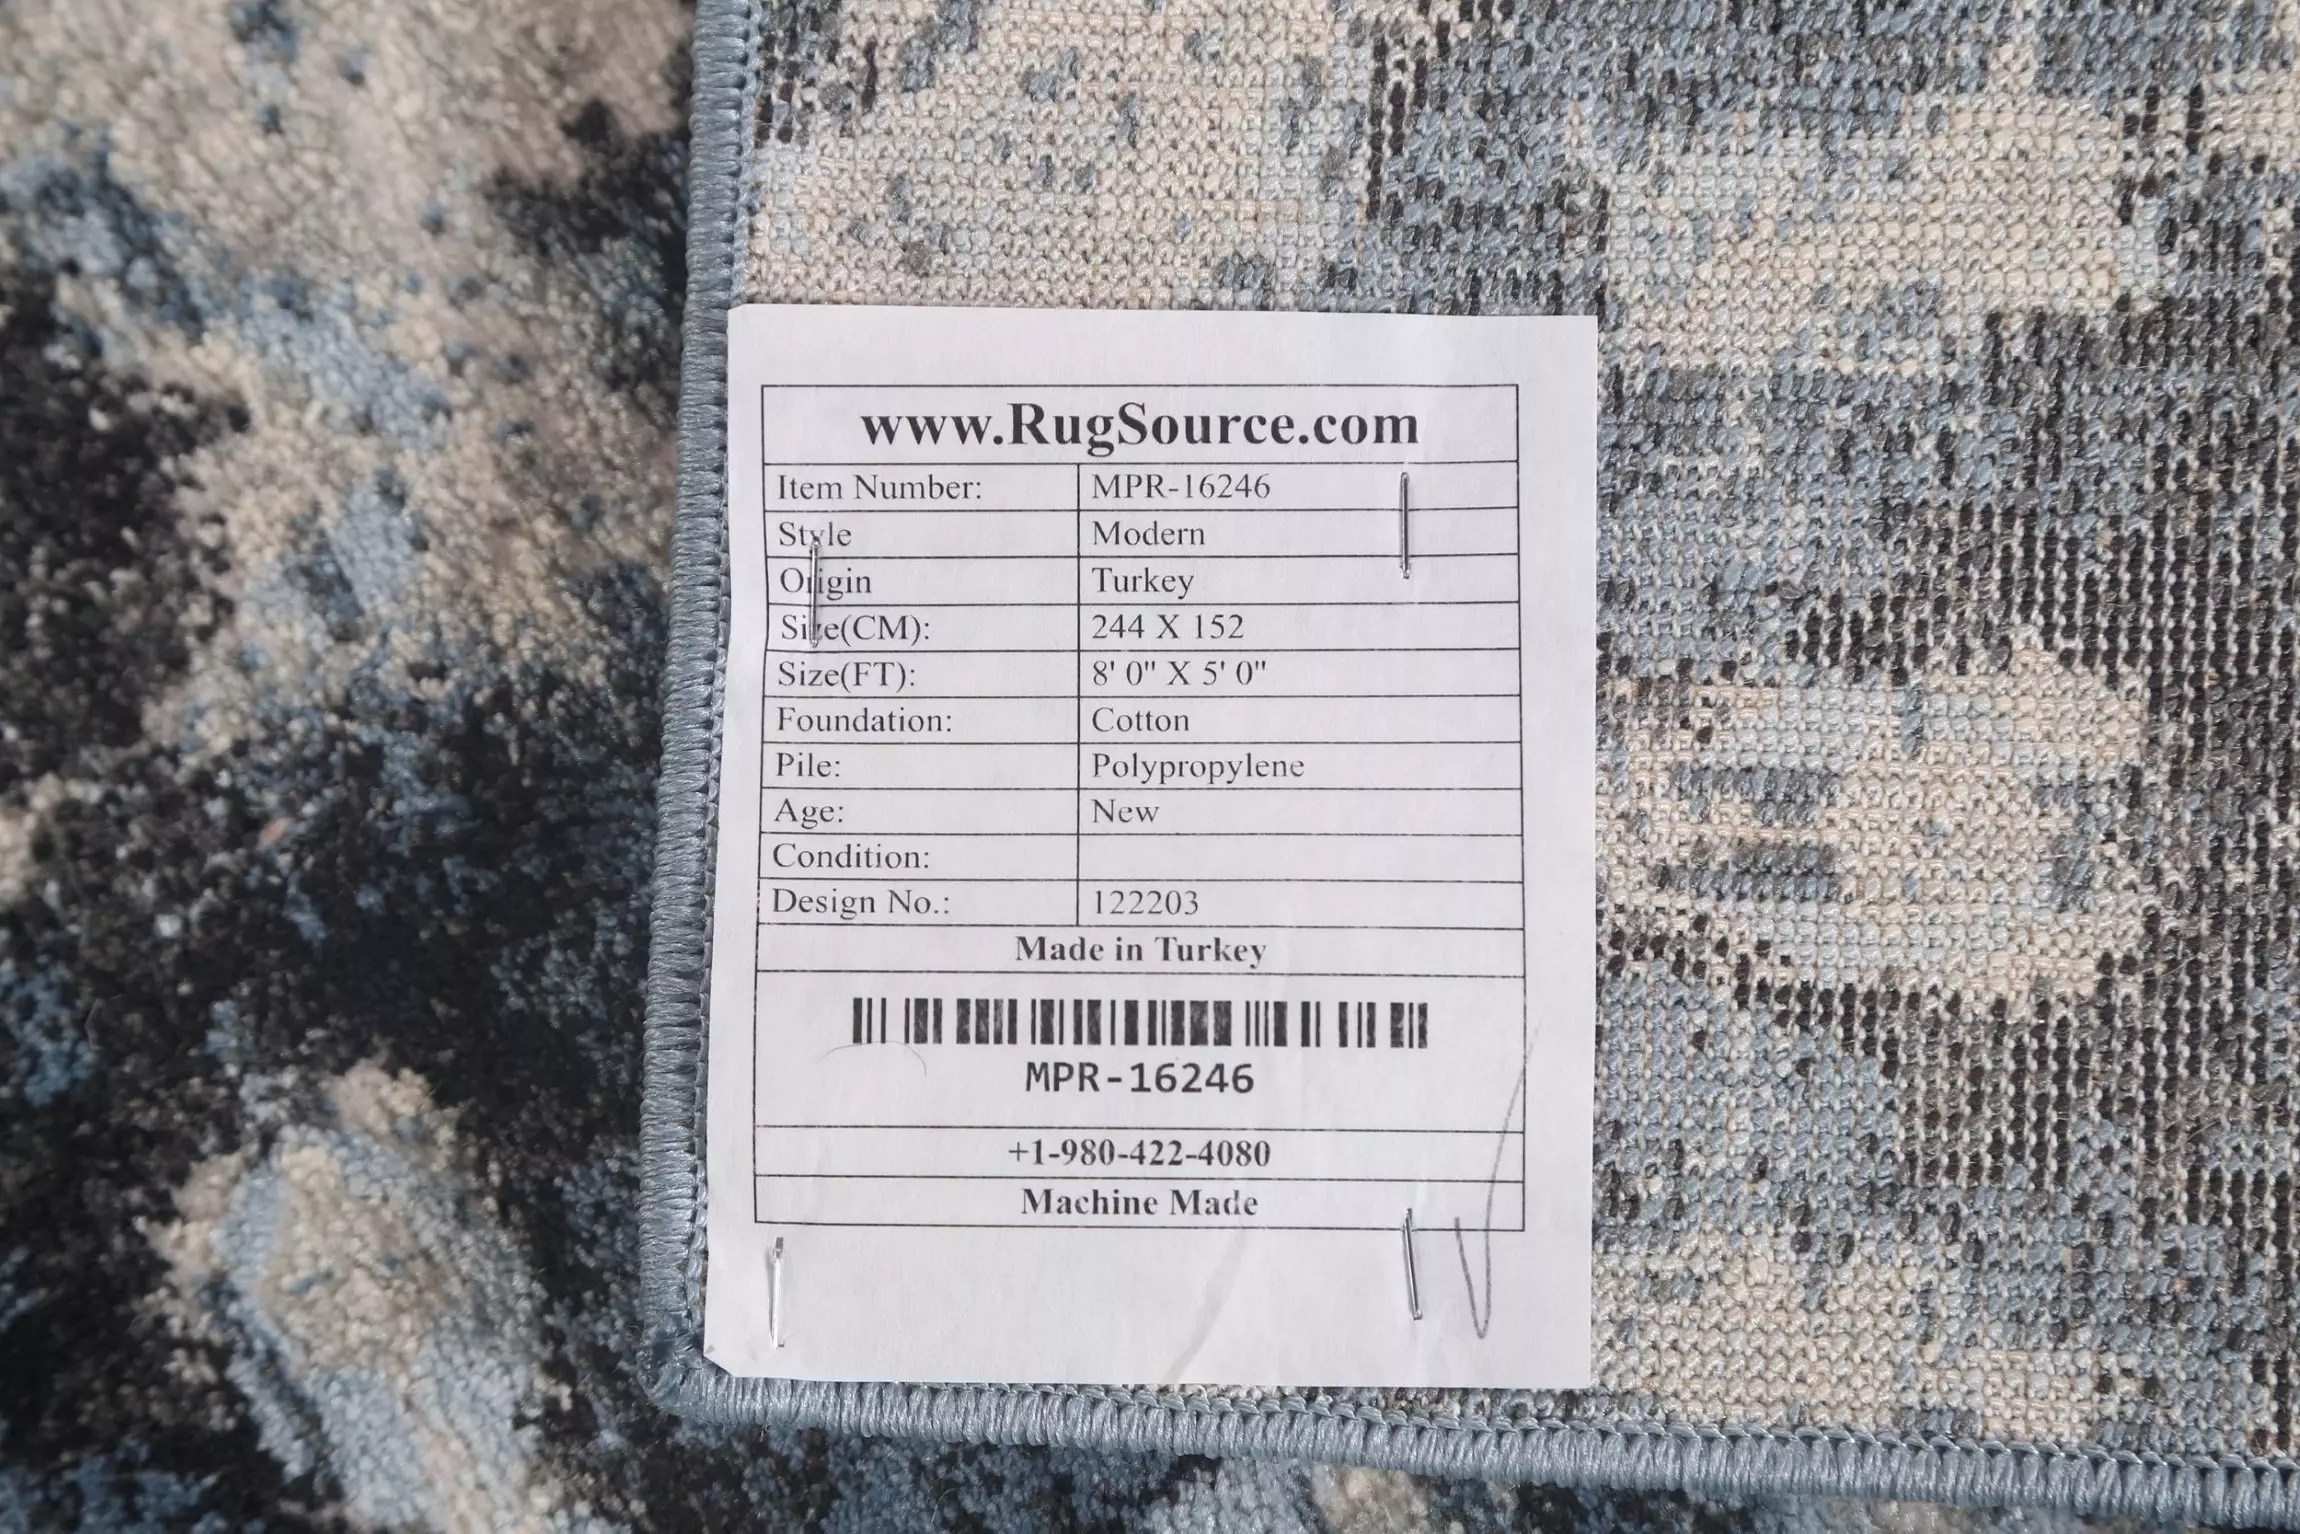 www.RugSource.com
Item Number: MPR-16246
Style Modern
Origin Turkey
Size(CM): 244 X 152
Size(FT): 8' 0" X 5' 0"
Foundation: Cotton
Pile: Polypropylene
Age: New
Condition:
Design No.: 122203
Made in Turkey
MPR-16246
+1-980-422-4080
Machine Made